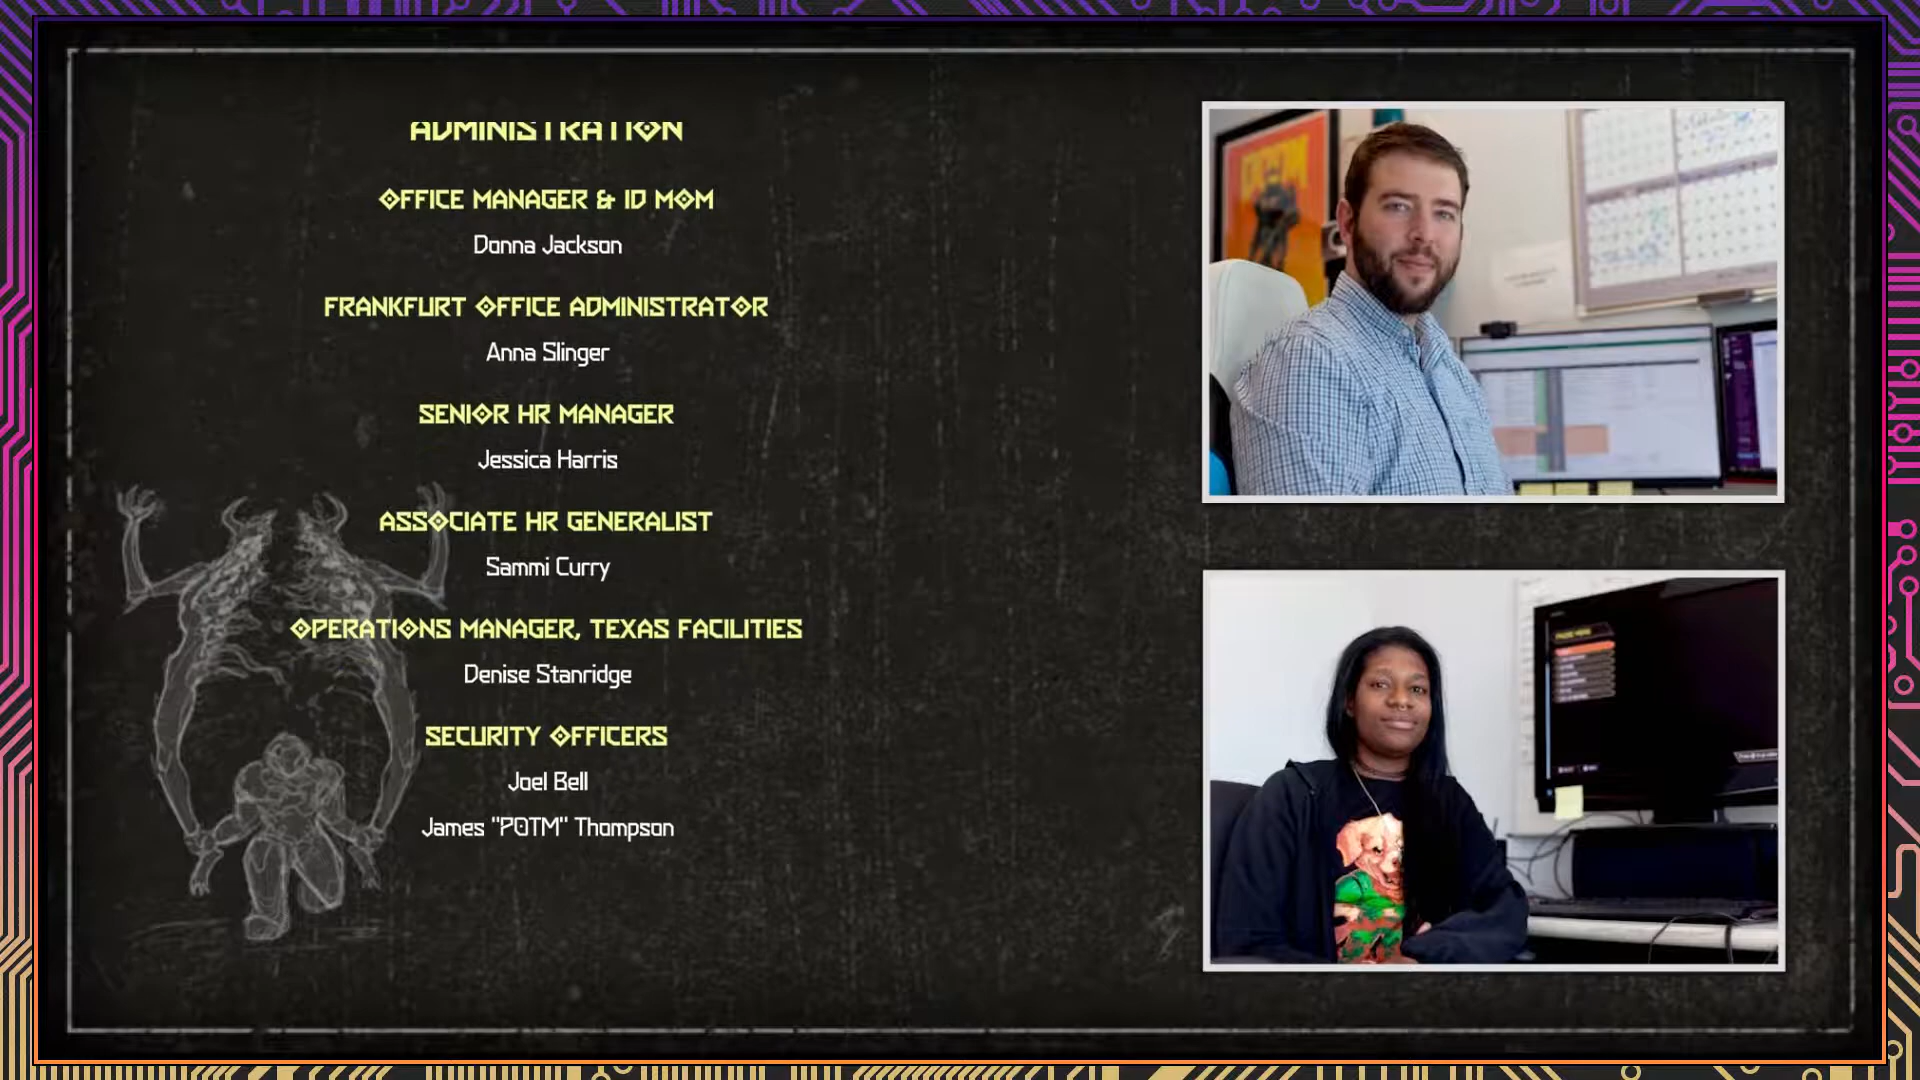 ADMINISTRATION
OFFICE MANAGER & ID MOM
Donna Jackson
FRANKFURT OFFICE ADMINISTRATOR
Anna Slinger
SENIOR HR MANAGER
Jessica Harris
ASSOCIATE HR GENERALIST
Sammi Curry
OPERATIONS MANAGER, TEXAS FACILITIES
Denise Stanridge
SECURITY OFFICERS
Joel Bell
James "POTM" Thompson
DOOM